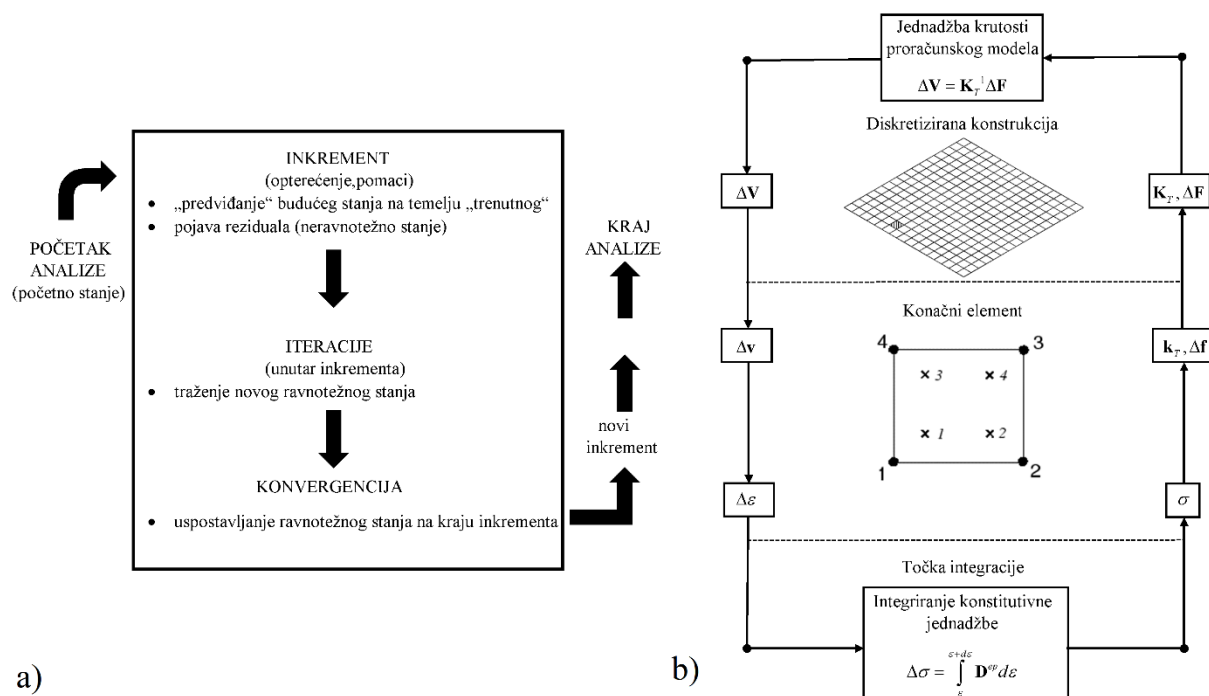 POČETAK
ANALIZE
(početno stanje)
INKREMENT
(opterećenje,pomaci)
• „predviđanje“ budućeg stanja na temelju „trenutnog“
• pojava reziduala (neravnotežno stanje)
ITERACIJE
(unutar inkrementa)
• traženje novog ravnotežnog stanja
KONVERGENCIJA
• uspostavljanje ravnotežnog stanja na kraju inkrementa
KRAJ
ANALIZE
novi
inkrement
a)
Jednadžba krutosti
proračunskog modela
ΔV = K_T^1 ΔF
Diskretizirana konstrukcija
ΔV
K_T, ΔF
Konačni element
Δv
k_T, Δf
4 3
× 3 × 4
× 1 × 2
1 2
Δε
σ
Točka integracije
Integriranje konstitutivne
jednadžbe
Δσ = ∫_ε^{ε+dε} D^{ep} dε
b)